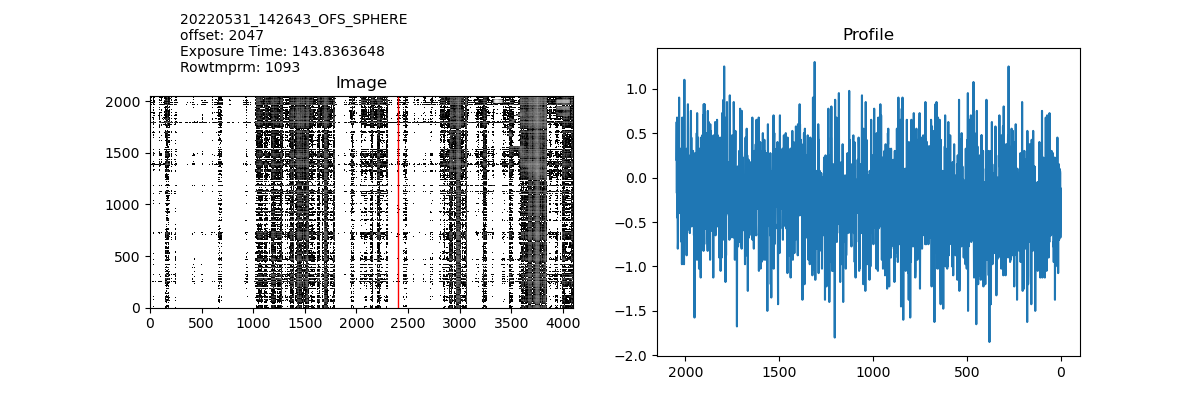 20220531_142643_OFS_SPHERE
offset: 2047
Exposure Time: 143.8363648
Rowtmprm: 1093
Image
2000
1500
1000
500
0
0 500 1000 1500 2000 2500 3000 3500 4000
Profile
1.0
0.5
0.0
−0.5
−1.0
−1.5
−2.0
2000 1500 1000 500 0